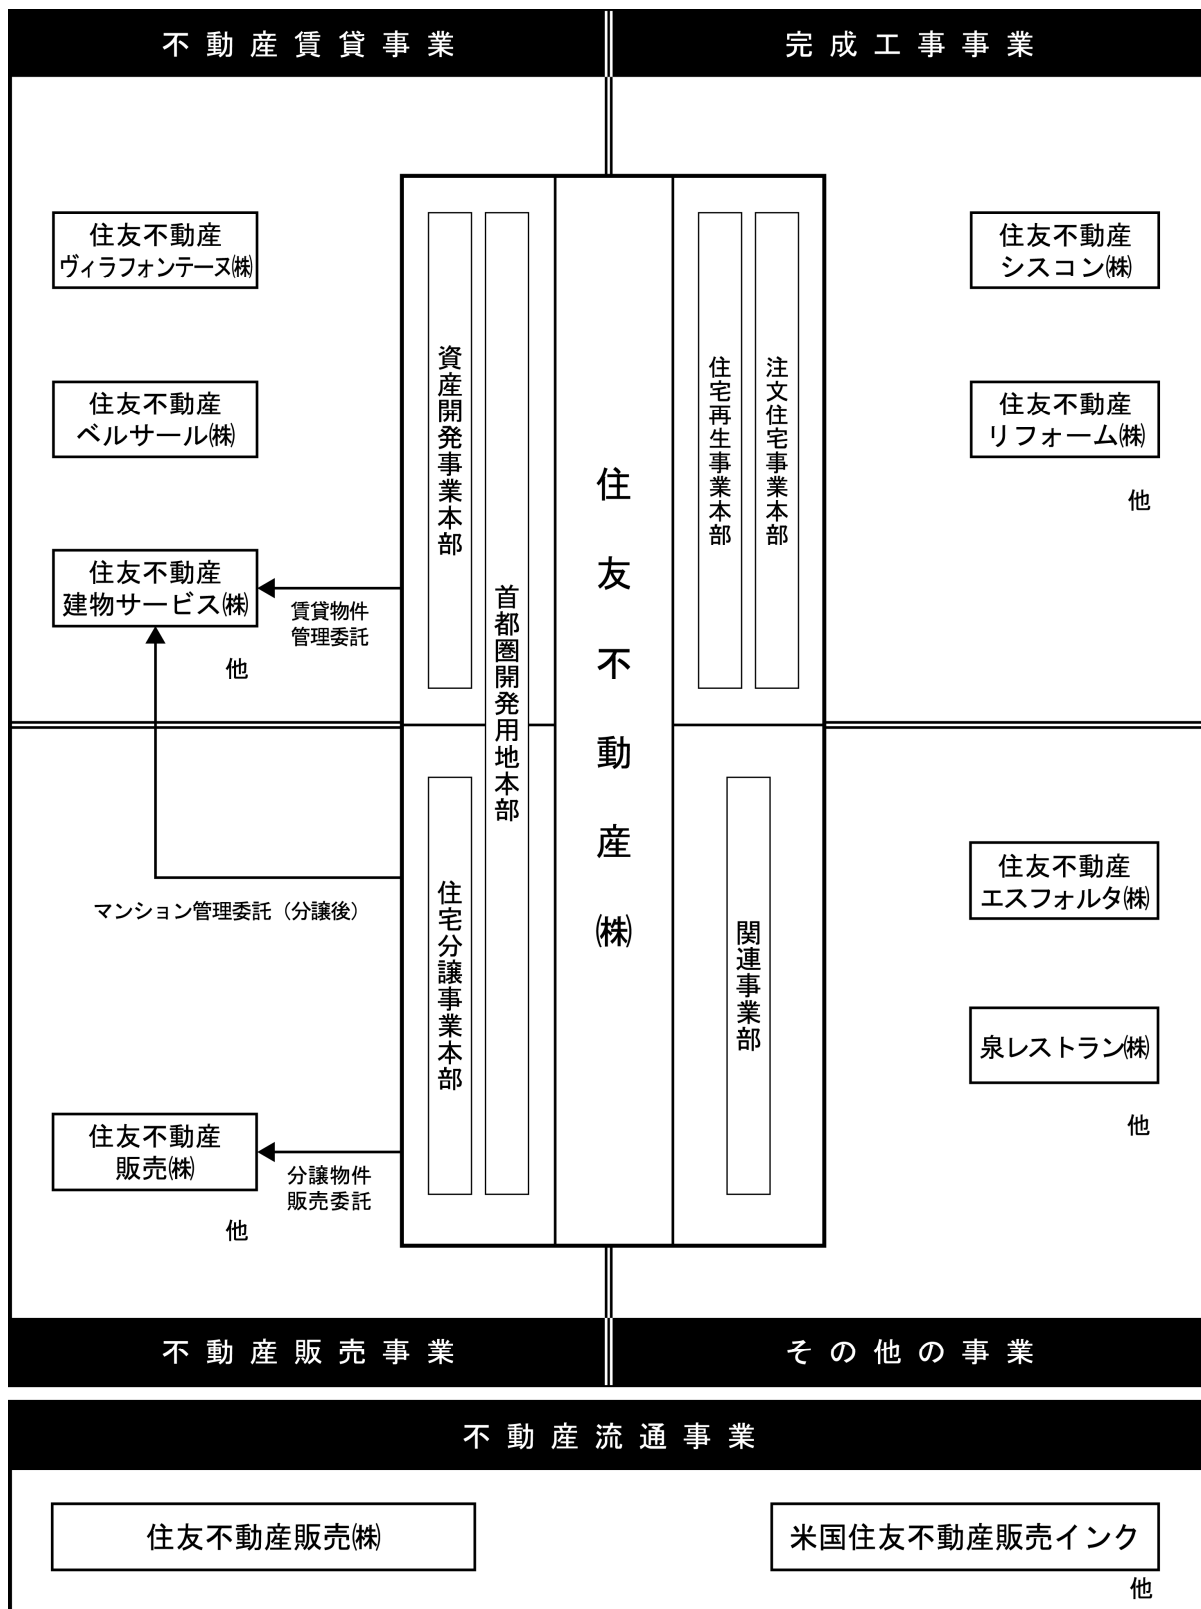 不動産賃貸事業
完成工事事業
住友不動産
ヴィラフォンテーヌ㈱
住友不動産
ベルサール㈱
住友不動産
建物サービス㈱
他
賃貸物件
管理委託
資産開発事業本部
首都圏開発用地本部
住友不動産㈱
住宅再生事業本部
注文住宅事業本部
住友不動産
シスコン㈱
住友不動産
リフォーム㈱
他
マンション管理委託（分譲後）
住宅分譲事業本部
関連事業部
住友不動産
エスフォルタ㈱
泉レストラン㈱
他
住友不動産
販売㈱
他
分譲物件
販売委託
不動産販売事業
その他の事業
不動産流通事業
住友不動産販売㈱
米国住友不動産販売インク
他